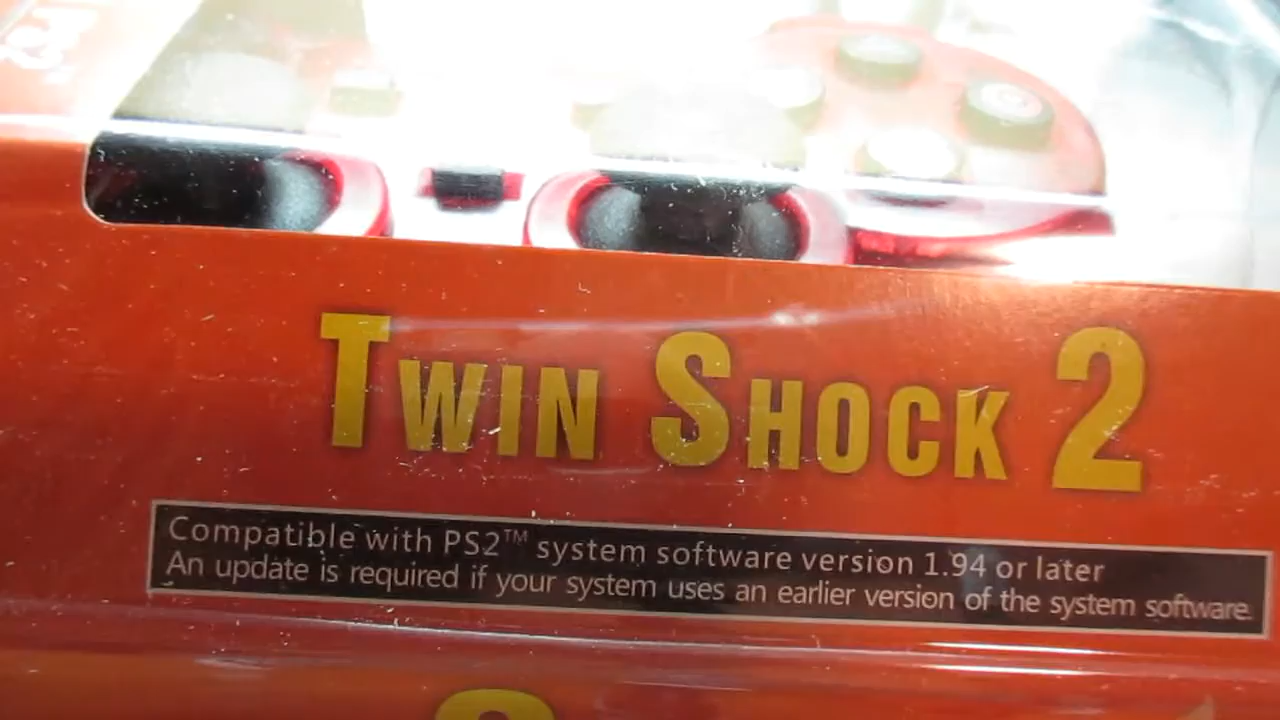 TWIN SHOCK 2
Compatible with PS2™ system software version 1.94 or later
An update is required if your system uses an earlier version of the system software.